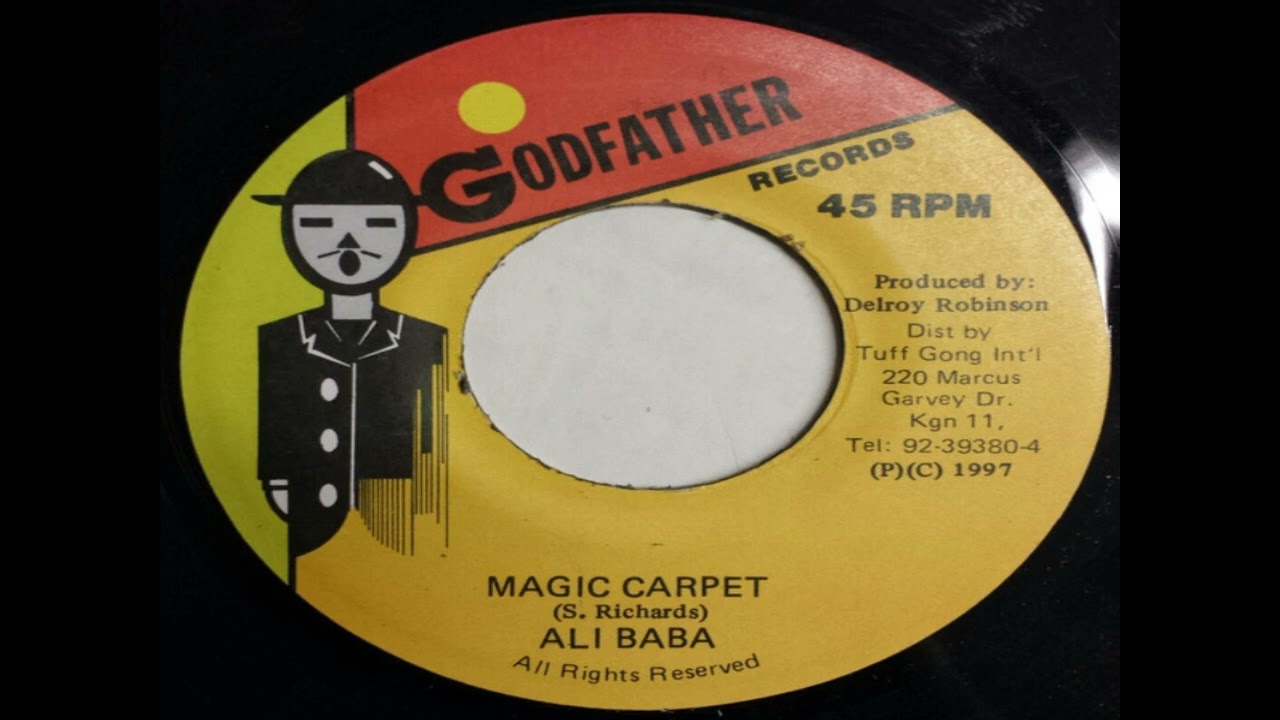 GODFATHER
RECORDS
45 RPM
Produced by:
Delroy Robinson
Dist by
Tuff Gong Int'l
220 Marcus
Garvey Dr.
Kgn 11,
Tel: 92-39380-4
(P)(C) 1997
MAGIC CARPET
(S. Richards)
ALI BABA
All Rights Reserved